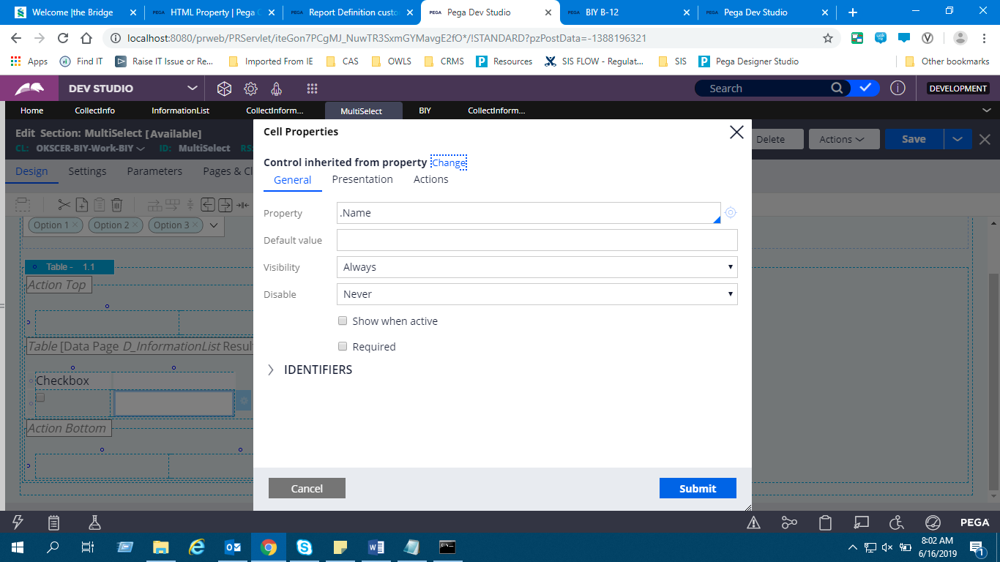 Welcome |the Bridge
HTML Property | Pega C
Report Definition custo
Pega Dev Studio
BIY B-12
Pega Dev Studio
localhost:8080/prweb/PRServlet/iteGon7PCgMJ_NuwTR3SxmGYMavgE2fO*/!STANDARD?pzPostData=-1388196321
Apps
Find IT
Raise IT Issue or Re...
Imported From IE
CAS
OWLS
CRMS
Resources
SIS FLOW - Regulat...
SIS
Pega Designer Studio
Other bookmarks
DEV STUDIO
Search
DEVELOPMENT
Home
CollectInfo
InformationList
CollectInform...
MultiSelect
BIY
CollectInform...
Edit Section: MultiSelect [Available]
CL: OKSCER-BIY-Work-BIY ID: MultiSelect RS:
Delete
Actions
Save
Design
Settings
Parameters
Pages & Cl
Option 1 ×
Option 2 ×
Option 3 ×
Table - 1.1
Action Top
Table [Data Page D_InformationList Resul
Checkbox
Action Bottom
Cell Properties
Control inherited from property Change
General
Presentation
Actions
Property
.Name
Default value
Visibility
Always
Disable
Never
Show when active
Required
IDENTIFIERS
Cancel
Submit
PEGA
8:02 AM
6/16/2019
1